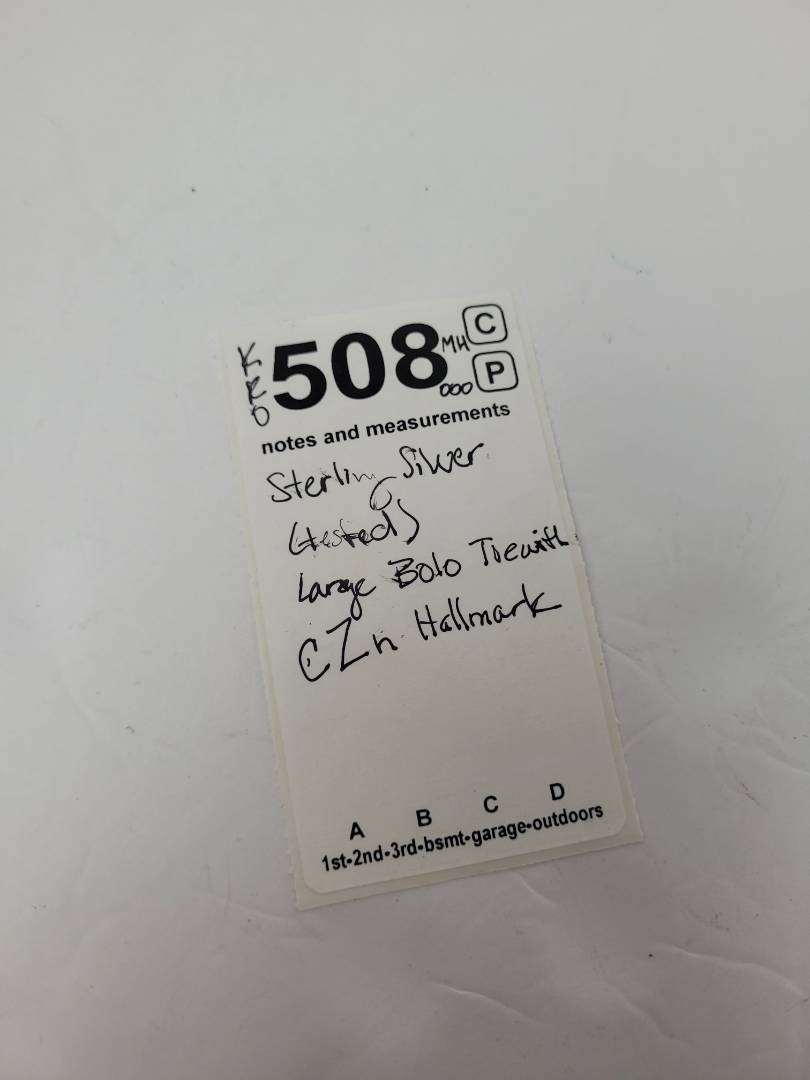 KRO 508 MH C
000 P
notes and measurements
Sterling Silver
(tested)
Large Bolo Tie with
CZn Hallmark
A B C D
1st-2nd-3rd-bsmt-garage-outdoors